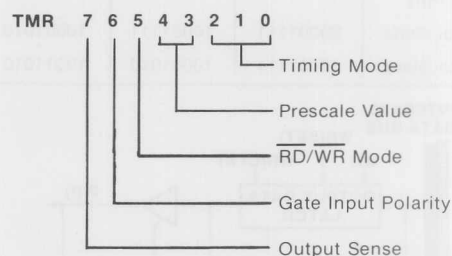 TMR 7 6 5 4 3 2 1 0
Timing Mode
Prescale Value
RD/WR Mode
Gate Input Polarity
Output Sense